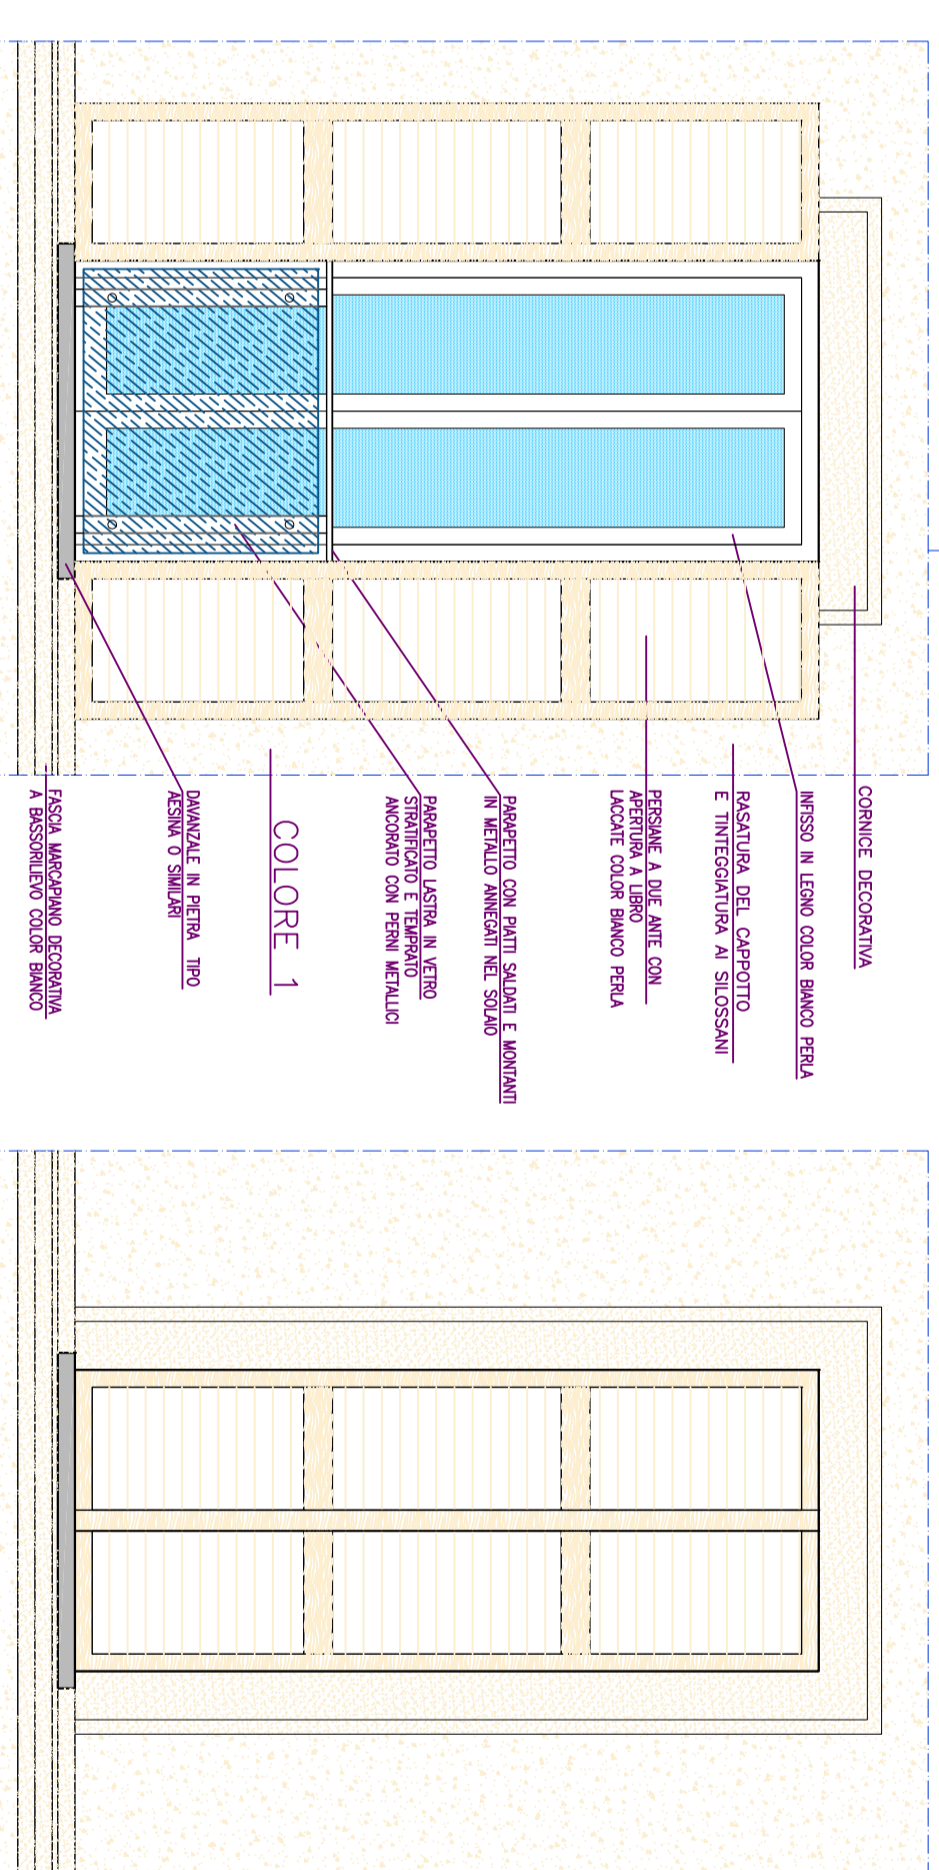 CORNICE DECORATIVA
INFISSO IN LEGNO COLOR BIANCO PERLA
RASATURA DEL CAPPOTTO
E TINTEGGIATURA AI SILOSSANI
PERSIANE A DUE ANTE CON
APERTURA A LIBRO
LACCATE COLOR BIANCO PERLA
PARAPETTO CON PIATTI SALDATI E MONTANTI
IN METALLO ANNEGATI NEL SOLAIO
PARAPETTO LASTRA IN VETRO
STRATIFICATO E TEMPRATO
ANCORATO CON PERNI METALLICI
COLORE 1
DAVANZALE IN PIETRA TIPO
AESINA O SIMILARI
FASCIA MARCAPIANO DECORATIVA
A BASSORILIEVO COLOR BIANCO